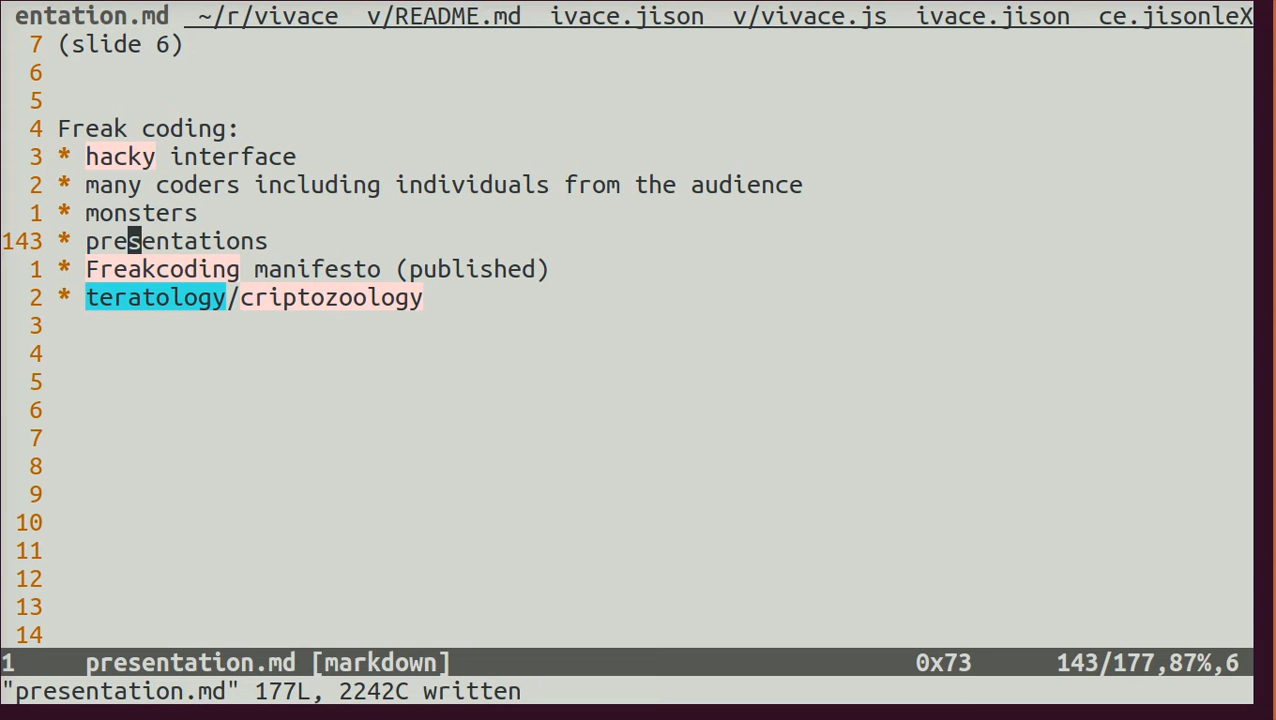 entation.md ~/r/vivace v/README.md ivace.jison v/vivace.js ivace.jison ce.jisonleX
7 (slide 6)
6
5
4 Freak coding:
3 * hacky interface
2 * many coders including individuals from the audience
1 * monsters
143 * presentations
1 * Freakcoding manifesto (published)
2 * teratology/criptozoology
3
4
5
6
7
8
9
10
11
12
13
14
1 presentation.md [markdown] 0x73 143/177,87%,6
"presentation.md" 177L, 2242C written